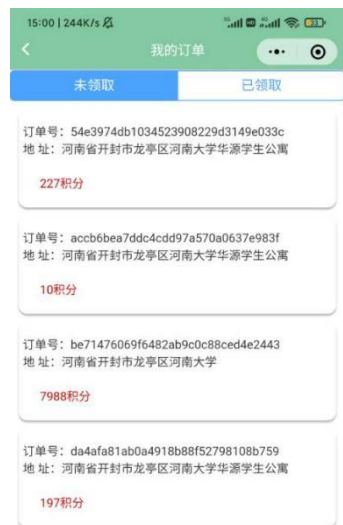 15:00 | 244K/s
我的订单
未领取
已领取
订单号：54e3974db1034523908229d3149e033c
地 址：河南省开封市龙亭区河南大学华源学生公寓
227积分
订单号：accb6bea7ddc4cdd97a570a0637e983f
地 址：河南省开封市龙亭区河南大学华源学生公寓
10积分
订单号：be71476069f6482ab9c0c88ced4e2443
地 址：河南省开封市龙亭区河南大学
7988积分
订单号：da4afa81ab0a4918b88f52798108b759
地 址：河南省开封市龙亭区河南大学华源学生公寓
197积分